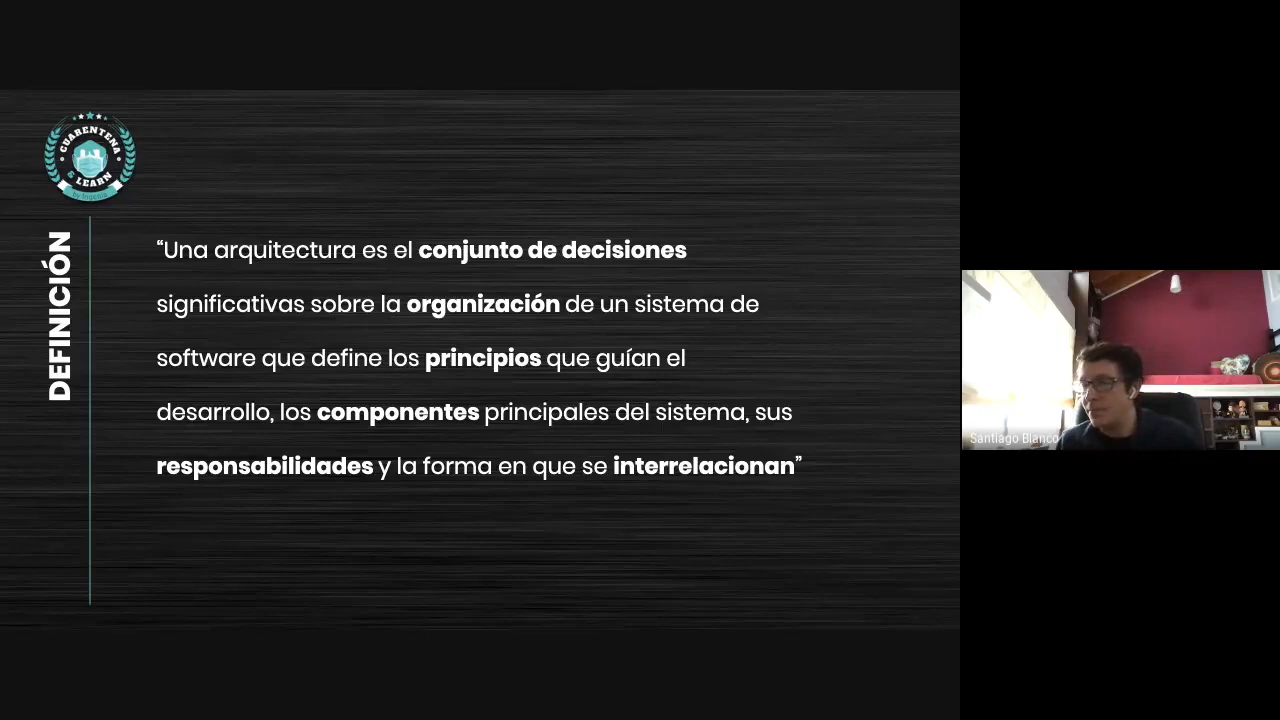 CUARENTENA
& LEARN
by Ingenia
DEFINICIÓN
“Una arquitectura es el conjunto de decisiones
significativas sobre la organización de un sistema de
software que define los principios que guían el
desarrollo, los componentes principales del sistema, sus
responsabilidades y la forma en que se interrelacionan”
Santiago Blanco